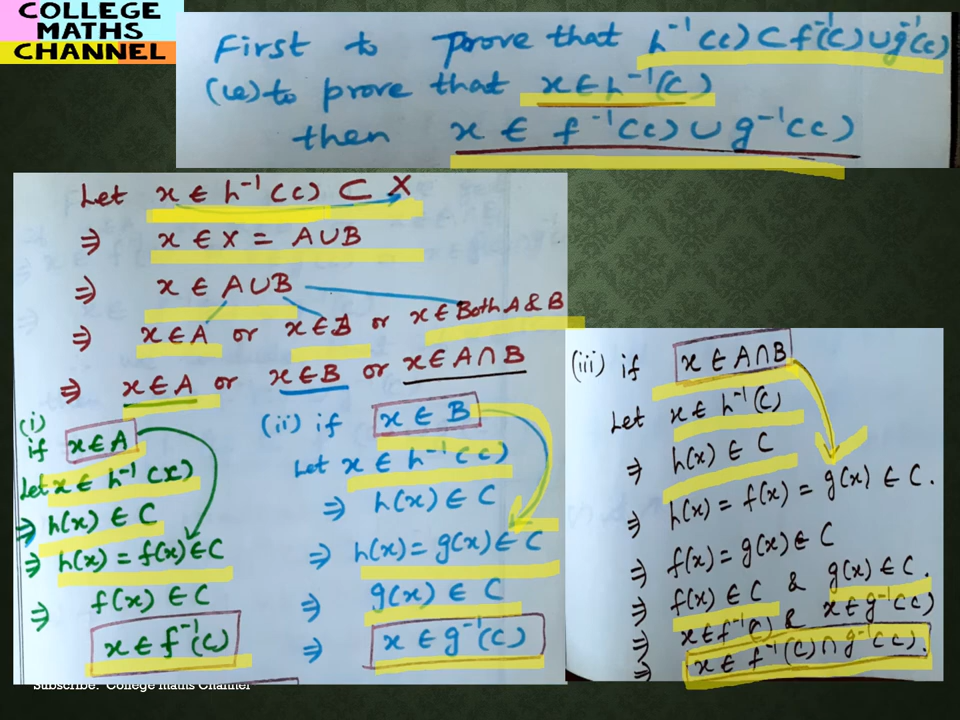 COLLEGE
MATHS
CHANNEL
First to prove that h⁻¹(C) ⊂ f⁻¹(C) ∪ g⁻¹(C)
(ie) to prove that x ∈ h⁻¹(C)
then x ∈ f⁻¹(C) ∪ g⁻¹(C)
Let x ∈ h⁻¹(C) ⊂ X
⇒ x ∈ X = A∪B
⇒ x ∈ A∪B
⇒ x∈A or x∈B or x∈Both A & B
⇒ x∈A or x∈B or x∈A∩B
(i)
if x∈A
Let x ∈ h⁻¹(x)
⇒ h(x) ∈ C
⇒ h(x) = f(x) ∈ C
⇒ f(x) ∈ C
x ∈ f⁻¹(C)
(ii) if x ∈ B
Let x ∈ h⁻¹(C)
⇒ h(x) ∈ C
⇒ h(x) = g(x) ∈ C
⇒ g(x) ∈ C
⇒ x ∈ g⁻¹(C)
(iii) if x ∈ A∩B
Let x ∈ h⁻¹(C)
⇒ h(x) ∈ C
⇒ h(x) = f(x) = g(x) ∈ C.
⇒ f(x) = g(x) ∈ C
⇒ f(x) ∈ C & g(x) ∈ C.
⇒ x∈f⁻¹(C) & x∈g⁻¹(C)
⇒ x ∈ f⁻¹(C) ∩ g⁻¹(C).
Subscribe: College maths Channel